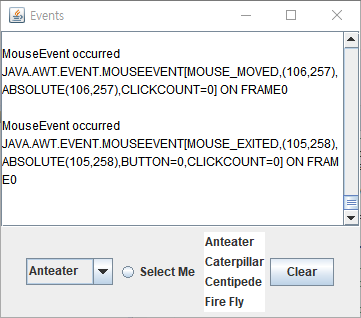 Events
MouseEvent occurred
JAVA.AWT.EVENT.MOUSEEVENT[MOUSE_MOVED,(106,257),
ABSOLUTE(106,257),CLICKCOUNT=0] ON FRAME0
MouseEvent occurred
JAVA.AWT.EVENT.MOUSEEVENT[MOUSE_EXITED,(105,258),
ABSOLUTE(105,258),BUTTON=0,CLICKCOUNT=0] ON FRAM
E0
Anteater
Select Me
Anteater
Caterpillar
Centipede
Fire Fly
Clear